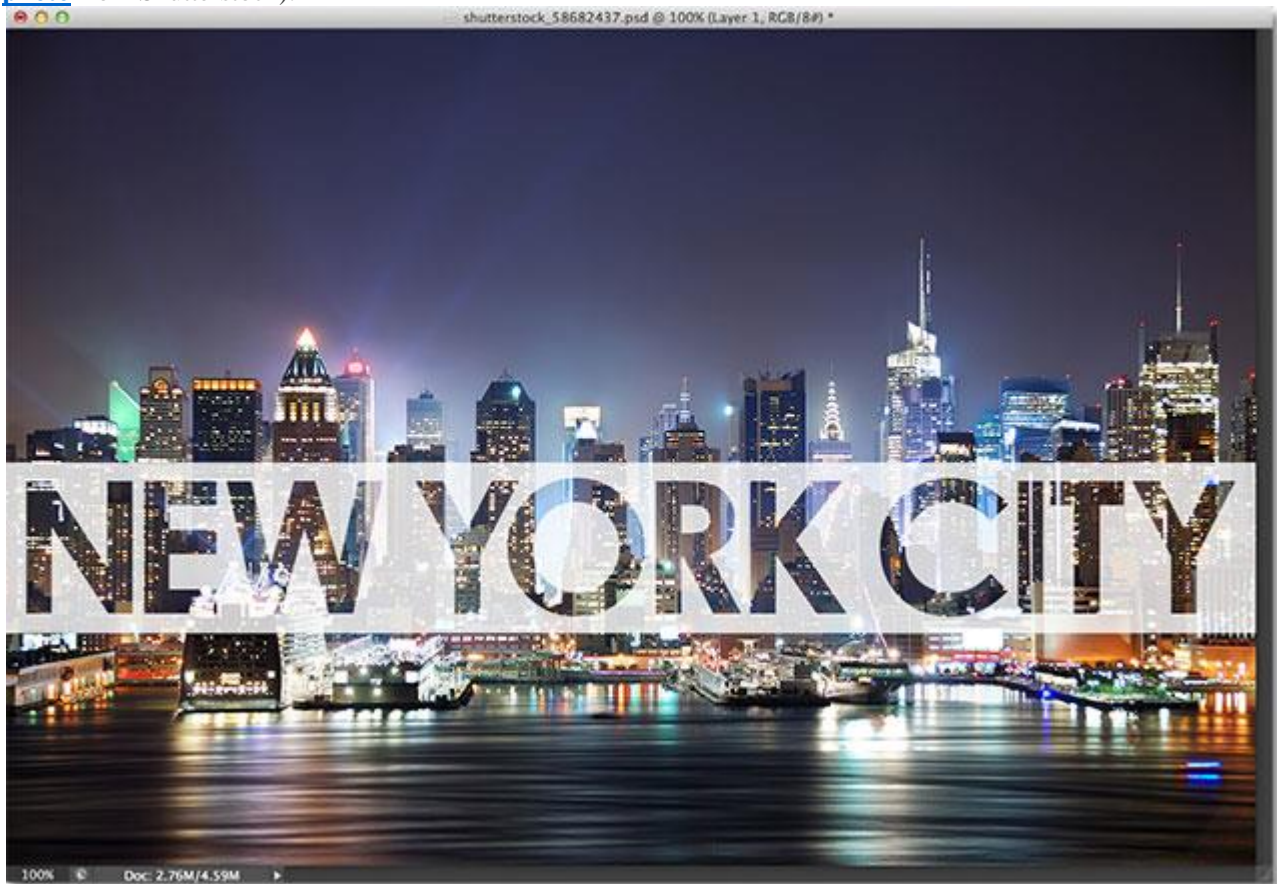 shutterstock_58682437.psd @ 100% (Layer 1, RGB/8#) *
NEW YORK CITY
100% Doc: 2.76M/4.59M